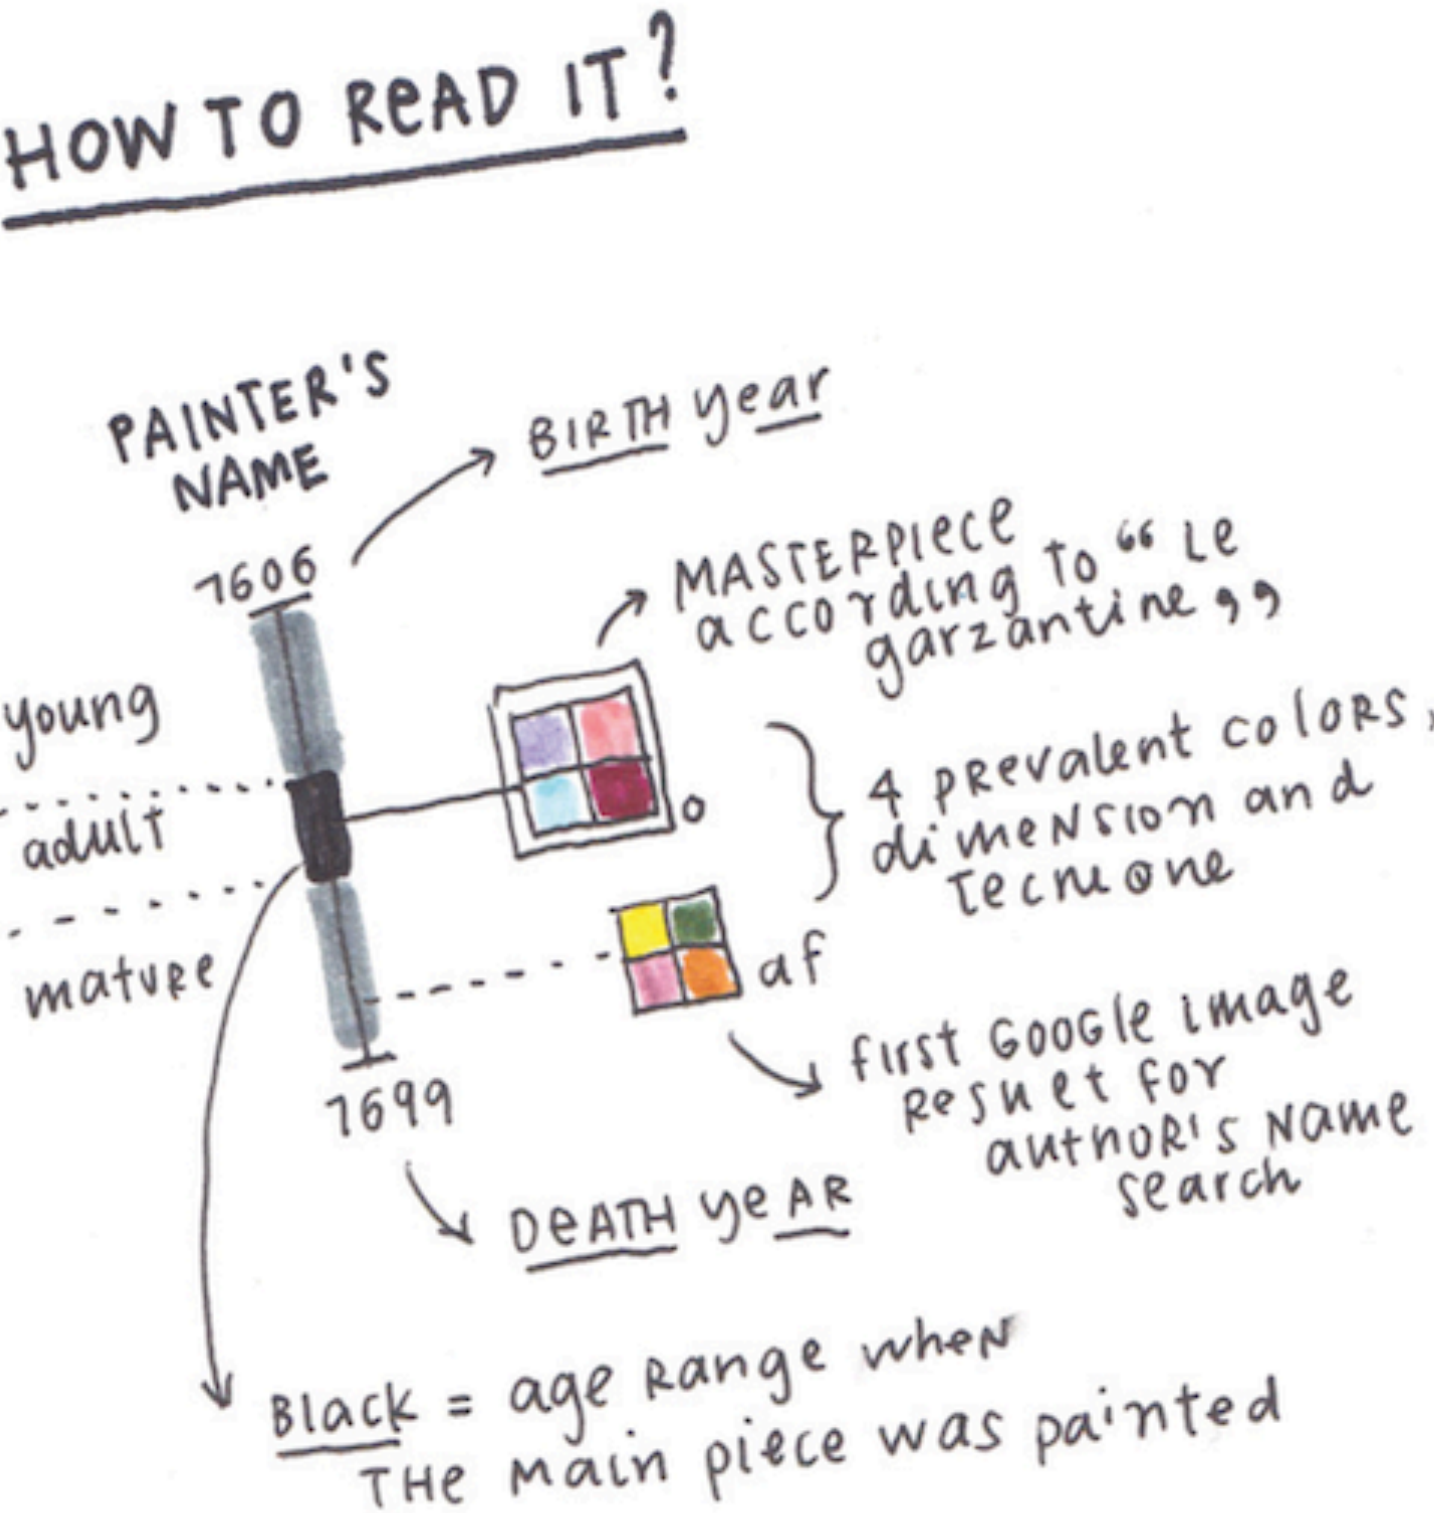 HOW TO READ IT?
PAINTER'S
NAME
BIRTH year
1606
MASTERPIECE
according to “Le
garzantine”
young
4 prevalent colors,
dimension and
adult
o
mature
af
first GOOGle image
Result for
author's Name
search
1699
DEATH yeAR
Black = age Range when
THe main piece was painted